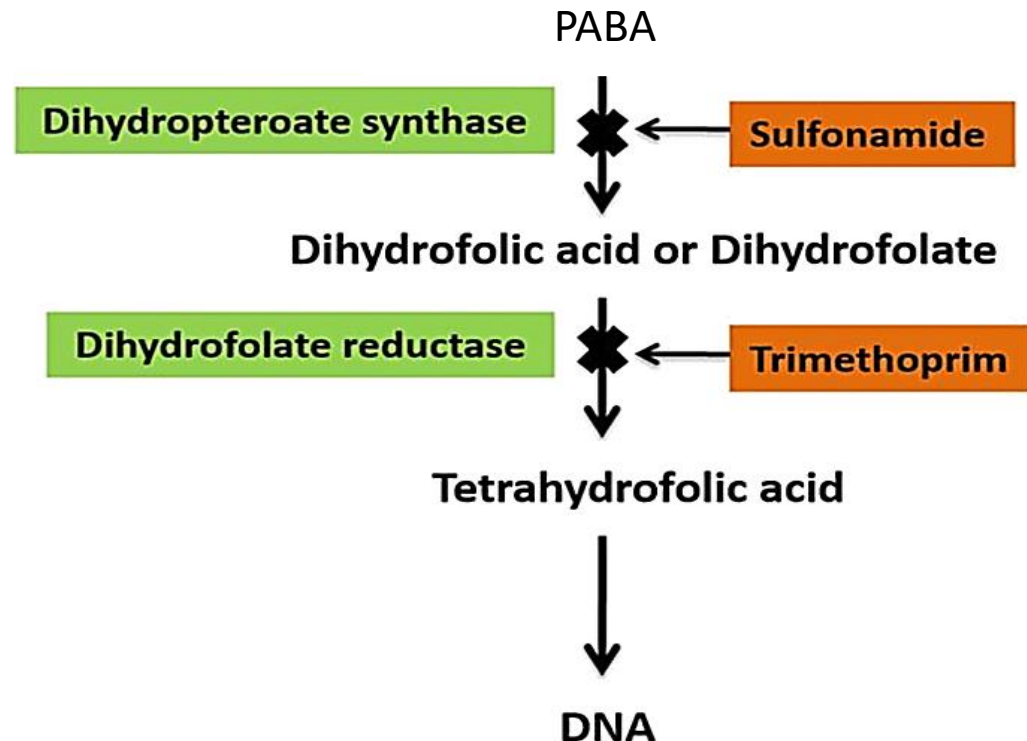 PABA
Dihydropteroate synthase
Sulfonamide
Dihydrofolic acid or Dihydrofolate
Dihydrofolate reductase
Trimethoprim
Tetrahydrofolic acid
DNA